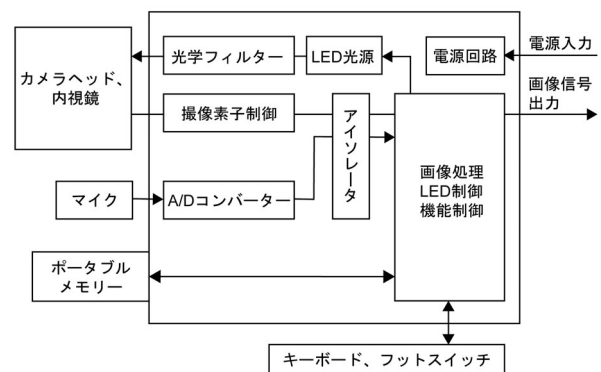 カメラヘッド、
内視鏡
光学フィルター
LED光源
電源回路
電源入力
画像信号
出力
撮像素子制御
アイソレータ
画像処理
LED制御
機能制御
マイク
A/Dコンバーター
ポータブル
メモリー
キーボード、フットスイッチ